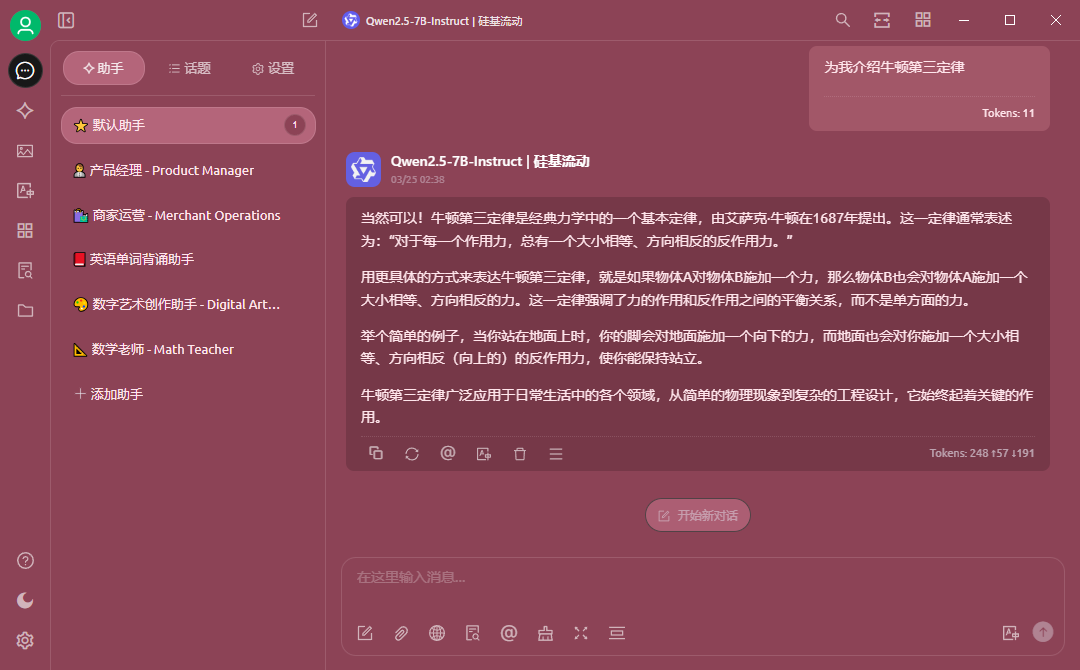 Qwen2.5-7B-Instruct | 硅基流动
助手
话题
设置
默认助手
1
产品经理 - Product Manager
商家运营 - Merchant Operations
英语单词背诵助手
数字艺术创作助手 - Digital Art...
数学老师 - Math Teacher
添加助手
为我介绍牛顿第三定律
Tokens: 11
Qwen2.5-7B-Instruct | 硅基流动
03/25 02:38
当然可以！牛顿第三定律是经典力学中的一个基本定律，由艾萨克·牛顿在1687年提出。这一定律通常表述
为：“对于每一个作用力，总有一个大小相等、方向相反的反作用力。”
用更具体的方式来表达牛顿第三定律，就是如果物体A对物体B施加一个力，那么物体B也会对物体A施加一个
大小相等、方向相反的力。这一定律强调了力的作用和反作用之间的平衡关系，而不是单方面的力。
举个简单的例子，当你站在地面上时，你的脚会对地面施加一个向下的力，而地面也会对你施加一个大小相
等、方向相反（向上的）的反作用力，使你能保持站立。
牛顿第三定律广泛应用于日常生活中的各个领域，从简单的物理现象到复杂的工程设计，它始终起着关键的作
用。
Tokens: 248 ↑57 ↓191
开始新对话
在这里输入消息...